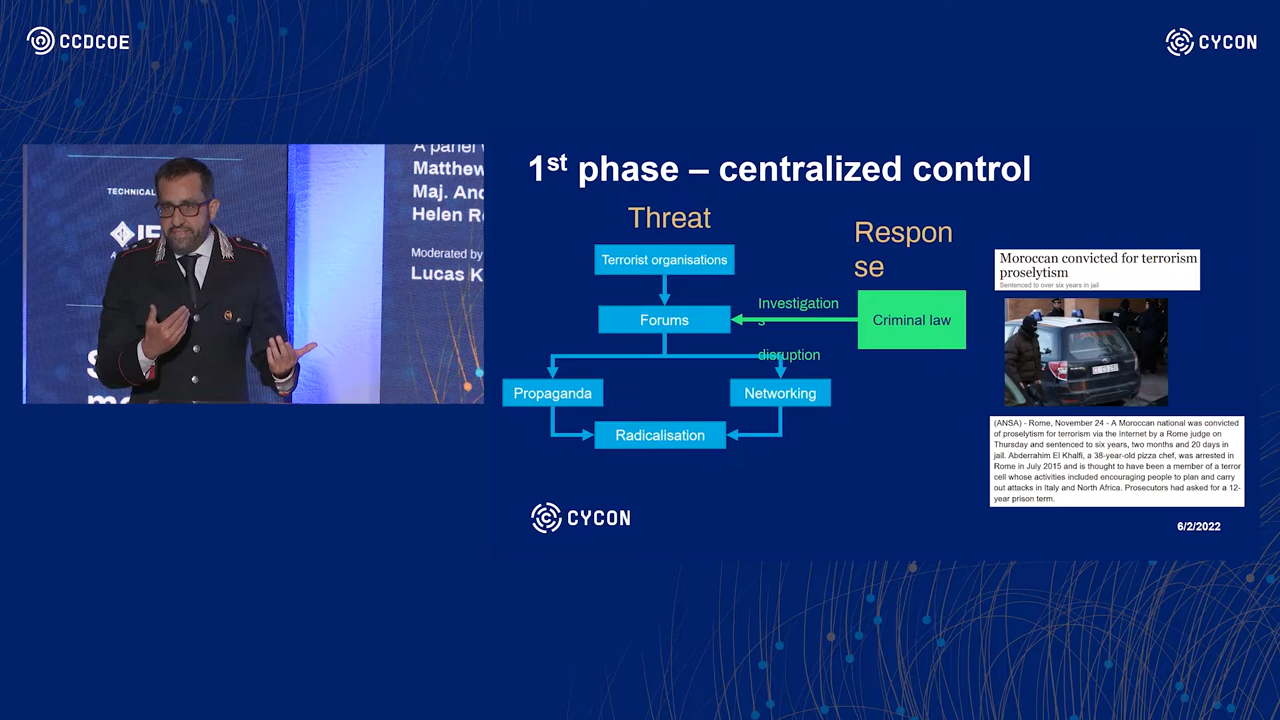 CCDCOE
CYCON
TECHNICAL
A panel
Matthew
Maj. And
Helen R
Moderated by
Lucas K
1st phase – centralized control
Threat
Respon
se
Terrorist organisations
Forums
Investigation
s
disruption
Criminal law
Propaganda
Networking
Radicalisation
Moroccan convicted for terrorism
proselytism
Sentenced to over six years in jail
(ANSA) - Rome, November 24 - A Moroccan national was convicted
of proselytism for terrorism via the Internet by a Rome judge on
Thursday and sentenced to six years, two months and 20 days in
jail. Abderrahim El Khalfi, a 38-year-old pizza chef, was arrested in
Rome in July 2015 and is thought to have been a member of a terror
cell whose activities included encouraging people to plan and carry
out attacks in Italy and North Africa. Prosecutors had asked for a 12-
year prison term.
CYCON
6/2/2022